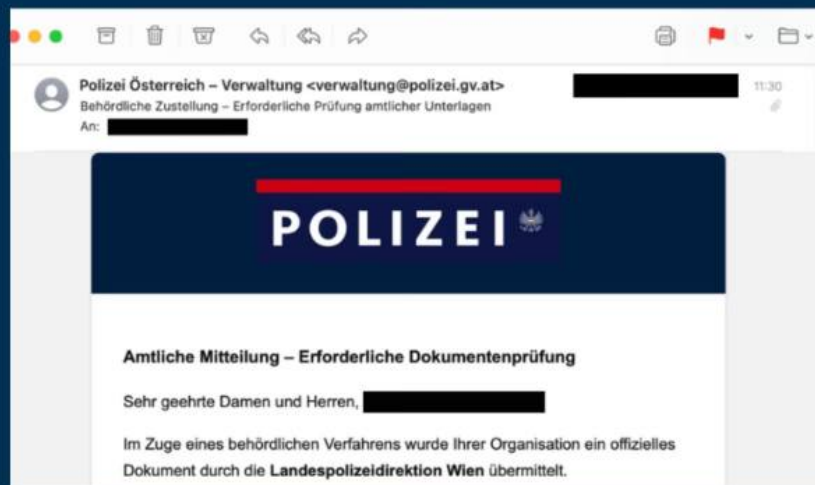 Polizei Österreich – Verwaltung <verwaltung@polizei.gv.at>
11:30
Behördliche Zustellung – Erforderliche Prüfung amtlicher Unterlagen
An:
POLIZEI
Amtliche Mitteilung – Erforderliche Dokumentenprüfung
Sehr geehrte Damen und Herren,
Im Zuge eines behördlichen Verfahrens wurde Ihrer Organisation ein offizielles
Dokument durch die Landespolizeidirektion Wien übermittelt.